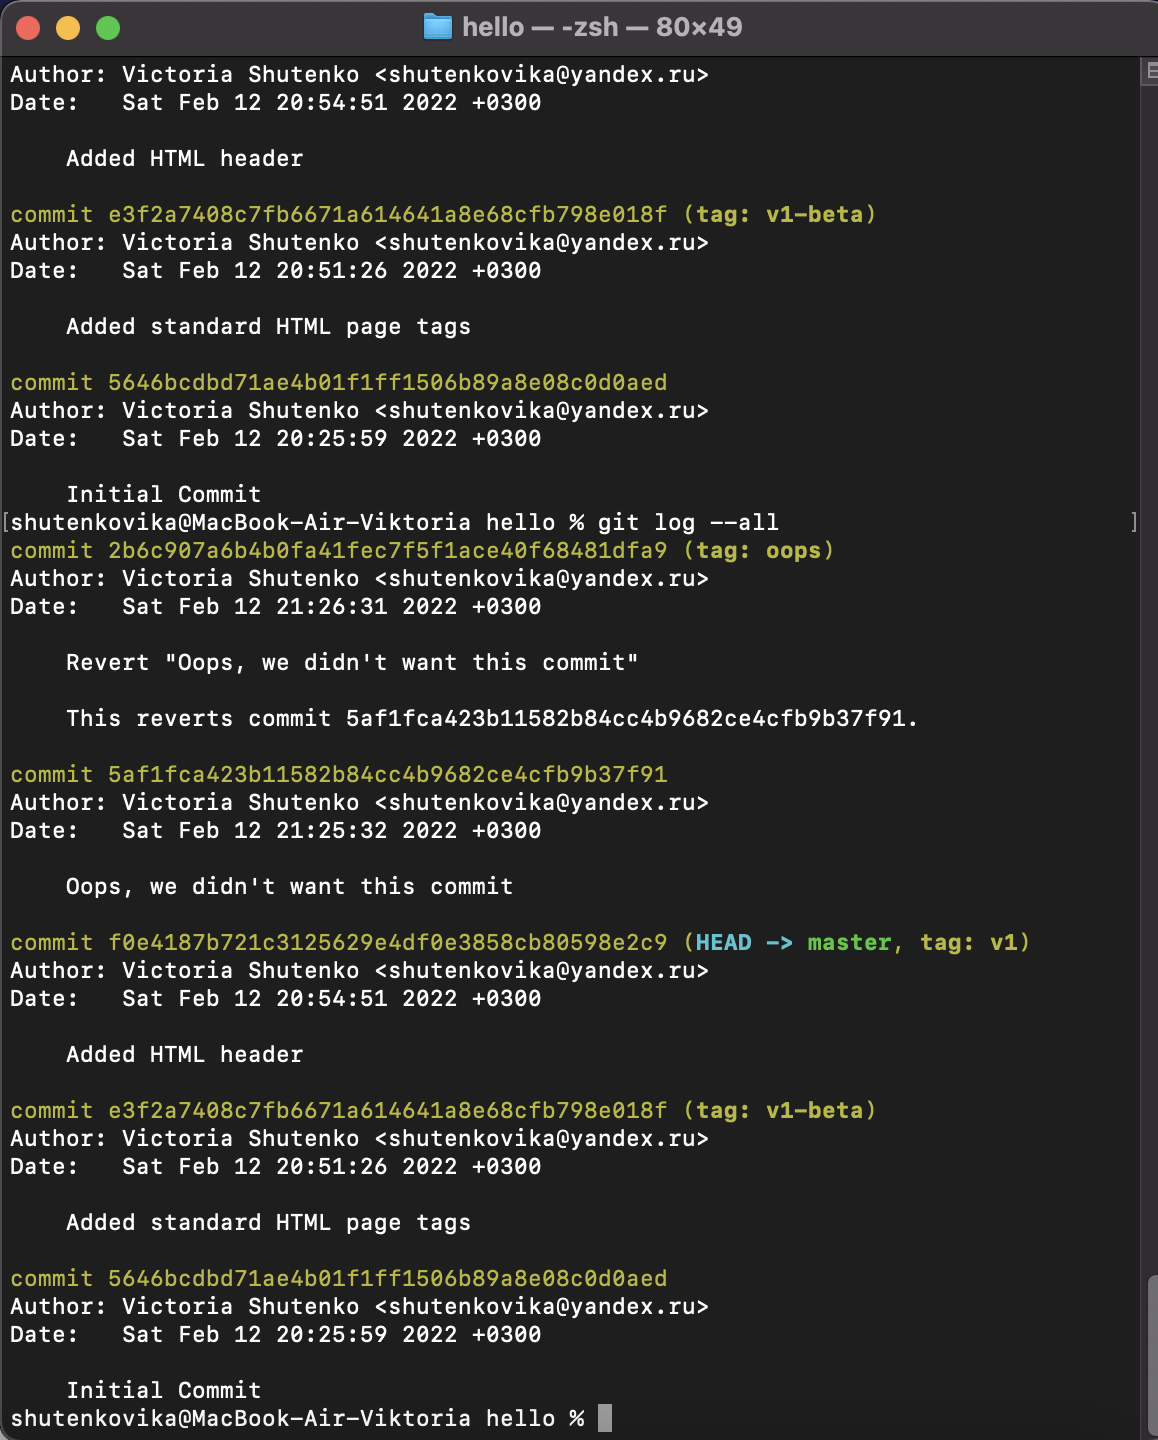 hello — -zsh — 80×49
Author: Victoria Shutenko <shutenkovika@yandex.ru>
Date:   Sat Feb 12 20:54:51 2022 +0300
    Added HTML header
commit e3f2a7408c7fb6671a614641a8e68cfb798e018f (tag: v1-beta)
Author: Victoria Shutenko <shutenkovika@yandex.ru>
Date:   Sat Feb 12 20:51:26 2022 +0300
    Added standard HTML page tags
commit 5646bcdbd71ae4b01f1ff1506b89a8e08c0d0aed
Author: Victoria Shutenko <shutenkovika@yandex.ru>
Date:   Sat Feb 12 20:25:59 2022 +0300
    Initial Commit
[shutenkovika@MacBook-Air-Viktoria hello % git log --all ]
commit 2b6c907a6b4b0fa41fec7f5f1ace40f68481dfa9 (tag: oops)
Author: Victoria Shutenko <shutenkovika@yandex.ru>
Date:   Sat Feb 12 21:26:31 2022 +0300
    Revert "Oops, we didn't want this commit"
    This reverts commit 5af1fca423b11582b84cc4b9682ce4cfb9b37f91.
commit 5af1fca423b11582b84cc4b9682ce4cfb9b37f91
Author: Victoria Shutenko <shutenkovika@yandex.ru>
Date:   Sat Feb 12 21:25:32 2022 +0300
    Oops, we didn't want this commit
commit f0e4187b721c3125629e4df0e3858cb80598e2c9 (HEAD -> master, tag: v1)
Author: Victoria Shutenko <shutenkovika@yandex.ru>
Date:   Sat Feb 12 20:54:51 2022 +0300
    Added HTML header
commit e3f2a7408c7fb6671a614641a8e68cfb798e018f (tag: v1-beta)
Author: Victoria Shutenko <shutenkovika@yandex.ru>
Date:   Sat Feb 12 20:51:26 2022 +0300
    Added standard HTML page tags
commit 5646bcdbd71ae4b01f1ff1506b89a8e08c0d0aed
Author: Victoria Shutenko <shutenkovika@yandex.ru>
Date:   Sat Feb 12 20:25:59 2022 +0300
    Initial Commit
shutenkovika@MacBook-Air-Viktoria hello %